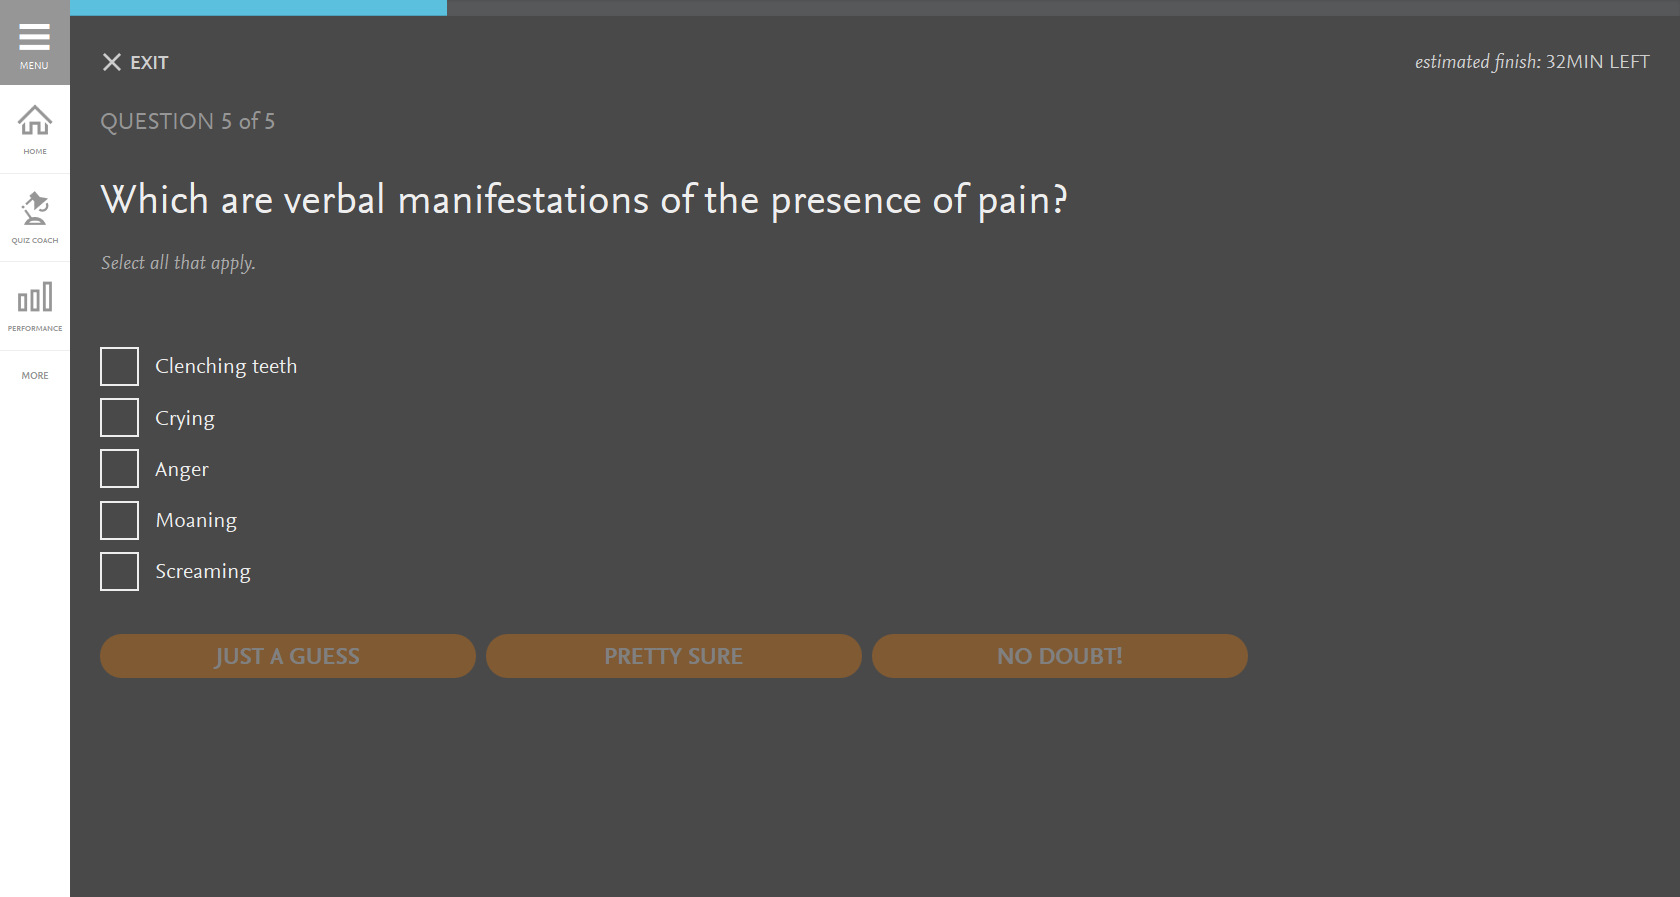 MENU
HOME
QUIZ COACH
PERFORMANCE
MORE
EXIT
estimated finish: 32MIN LEFT
QUESTION 5 of 5
Which are verbal manifestations of the presence of pain?
Select all that apply.
Clenching teeth
Crying
Anger
Moaning
Screaming
JUST A GUESS
PRETTY SURE
NO DOUBT!